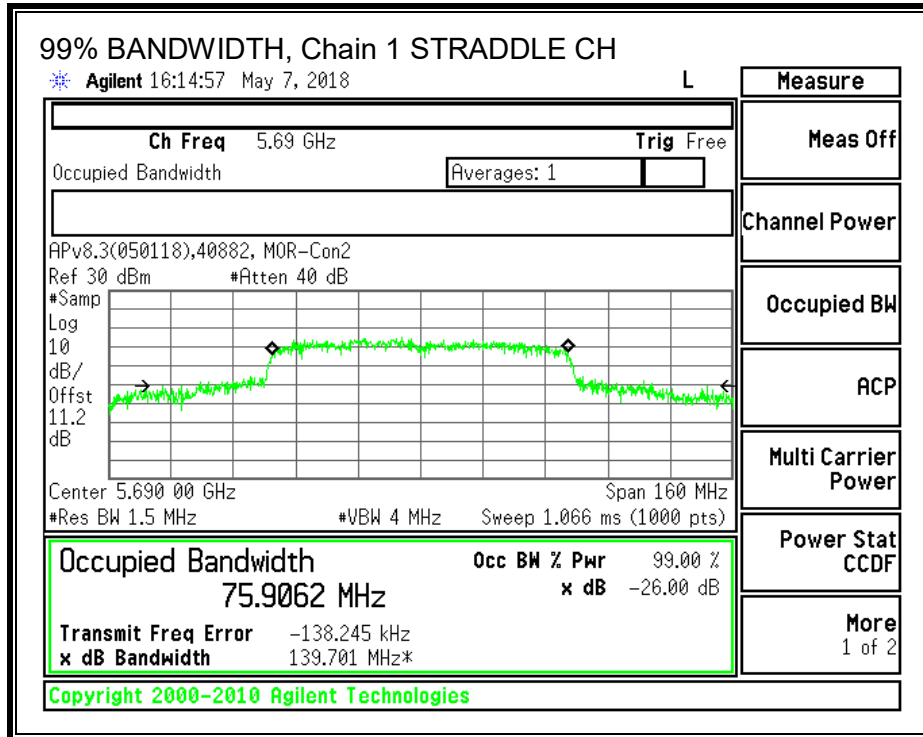 99% BANDWIDTH, Chain 1 STRADDLE CH
Agilent 16:14:57 May 7, 2018 L
Ch Freq 5.69 GHz Trig Free
Occupied Bandwidth Averages: 1
APv8.3(050118),40882, MOR-Con2
Ref 30 dBm #Atten 40 dB
#Samp
Log
10
dB/
Offst
11.2
dB
Center 5.690 00 GHz Span 160 MHz
#Res BW 1.5 MHz #VBW 4 MHz Sweep 1.066 ms (1000 pts)
Occupied Bandwidth Occ BW % Pwr 99.00 %
75.9062 MHz x dB -26.00 dB
Transmit Freq Error -138.245 kHz
x dB Bandwidth 139.701 MHz*
Copyright 2000-2010 Agilent Technologies
Measure
Meas Off
Channel Power
Occupied BW
ACP
Multi Carrier
Power
Power Stat
CCDF
More
1 of 2